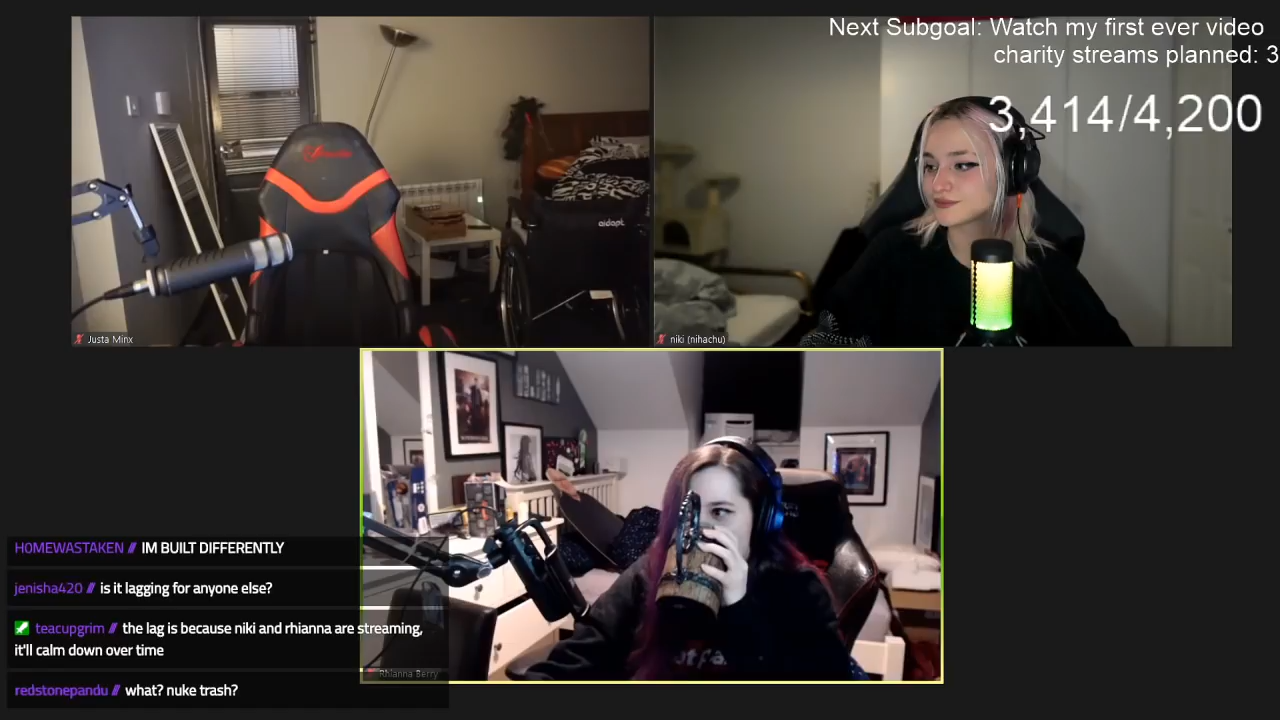 Next Subgoal: Watch my first ever video
charity streams planned: 3
3,414/4,200
aidapt
Justa Minx
niki (nihachu)
H0MEWASTAKEN // IM BUILT DIFFERENTLY
jenisha420 // is it lagging for anyone else?
teacupgrim // the lag is because niki and rhianna are streaming,
it'll calm down over time
Rhianna Berry
redstonepandu // what? nuke trash?